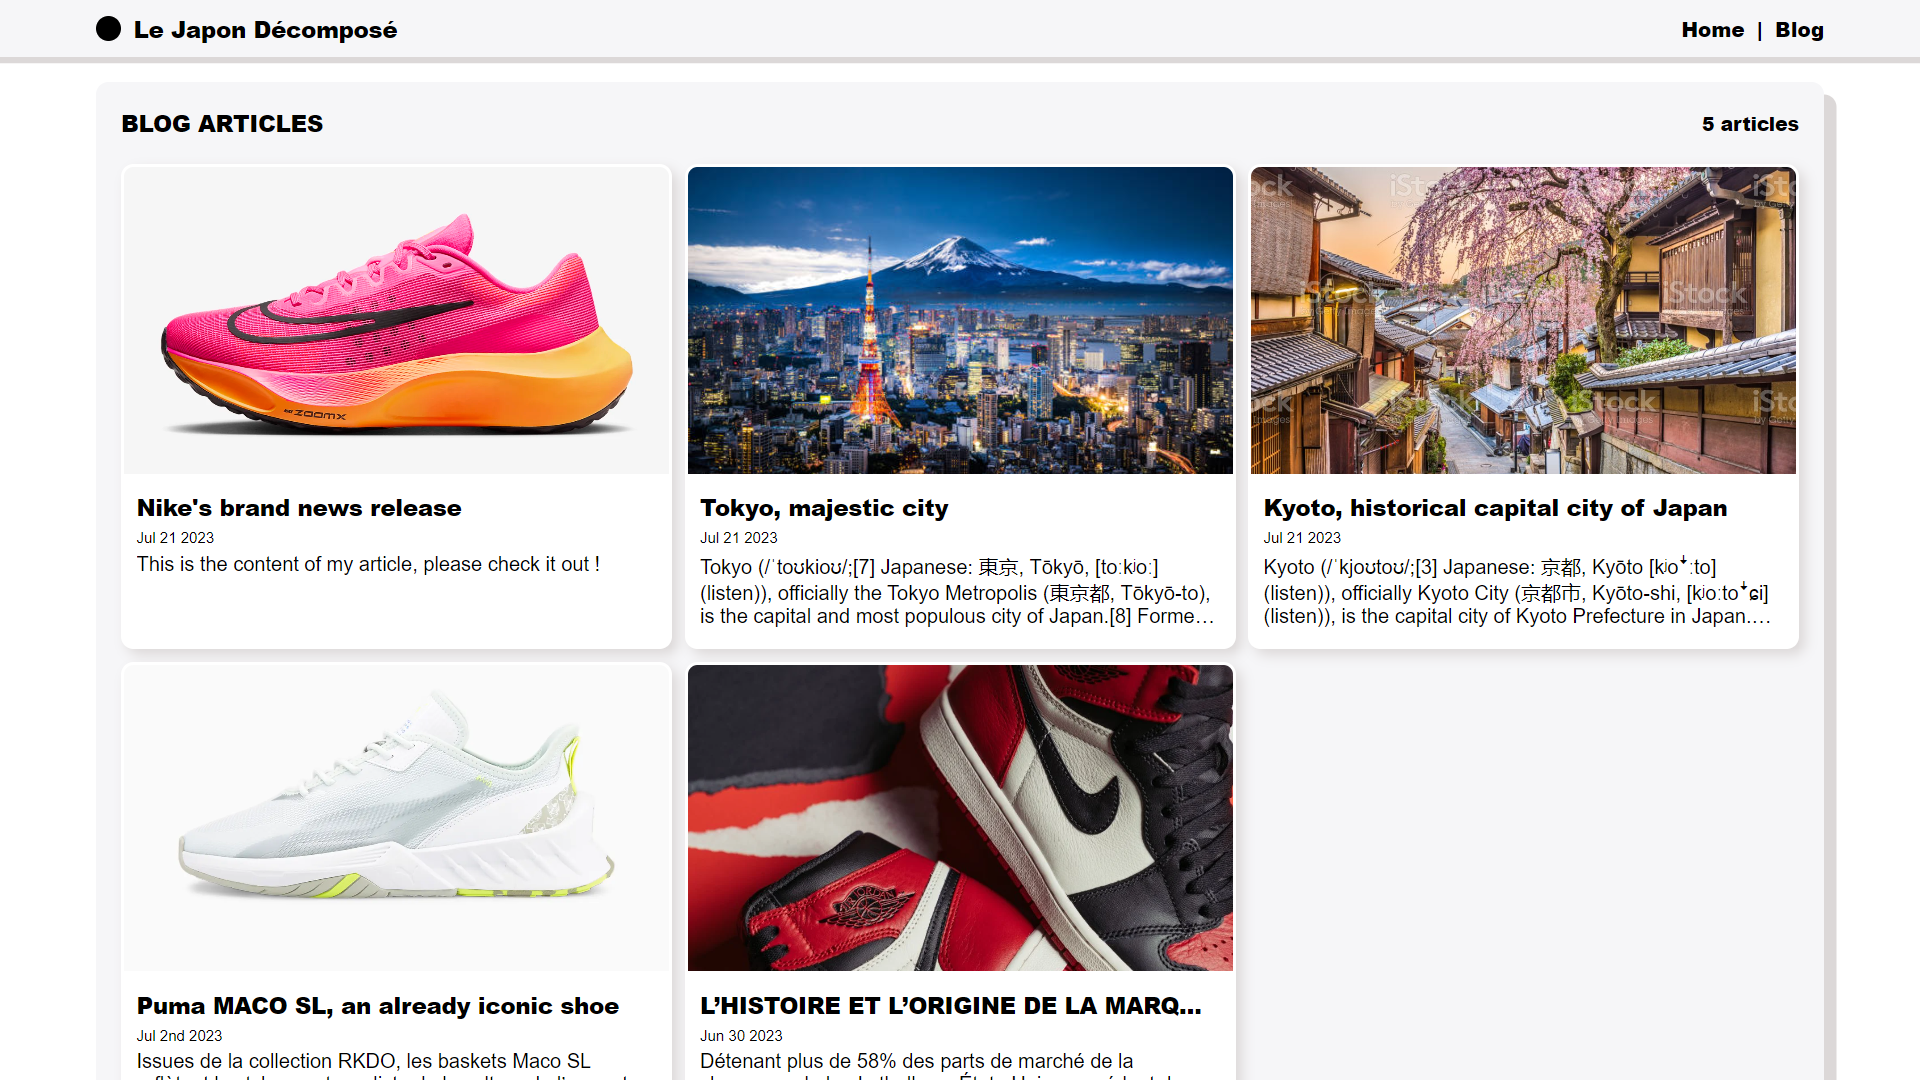 Le Japon Décomposé
Home | Blog
BLOG ARTICLES
5 articles
ZOOMX
iStock
by Getty Images
Nike's brand news release
Jul 21 2023
This is the content of my article, please check it out !
Tokyo, majestic city
Jul 21 2023
Tokyo (/ˈtoʊkioʊ/;[7] Japanese: 東京, Tōkyō, [toːkʲoː]
(listen)), officially the Tokyo Metropolis (東京都, Tōkyō-to),
is the capital and most populous city of Japan.[8] Forme…
Kyoto, historical capital city of Japan
Jul 21 2023
Kyoto (/ˈkjoʊtoʊ/;[3] Japanese: 京都, Kyōto [kʲoꜜːto]
(listen)), officially Kyoto City (京都市, Kyōto-shi, [kʲoːtoꜜɕi]
(listen)), is the capital city of Kyoto Prefecture in Japan.…
Puma MACO SL, an already iconic shoe
Jul 2nd 2023
Issues de la collection RKDO, les baskets Maco SL
L’HISTOIRE ET L’ORIGINE DE LA MARQ…
Jun 30 2023
Détenant plus de 58% des parts de marché de la